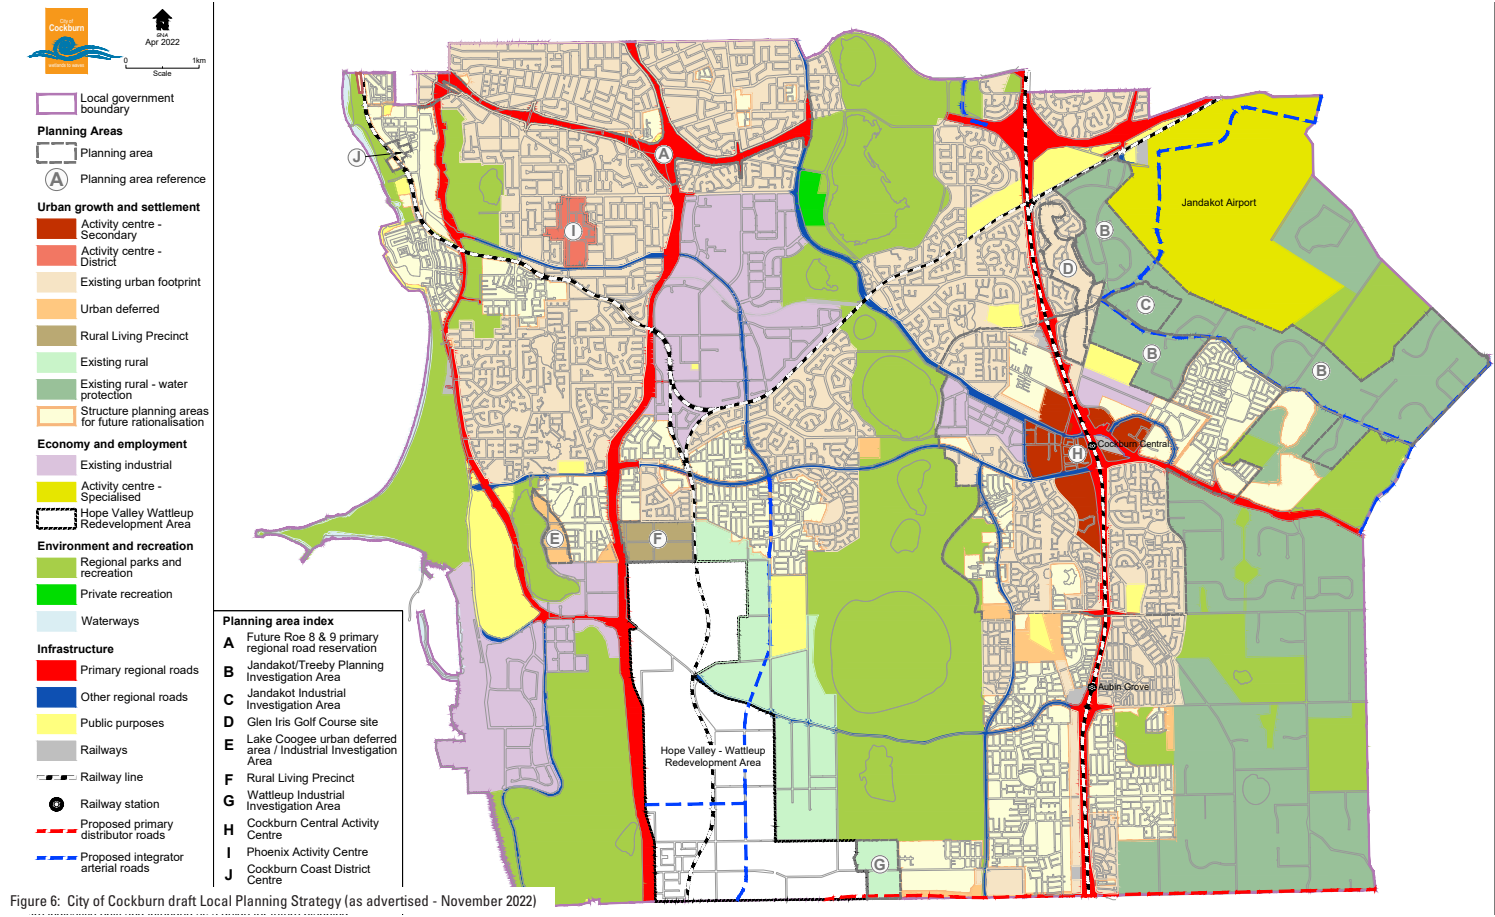 City of
Cockburn
wetlands to waves
GNA
Apr 2022
0 1km
Scale
Local government
boundary
Planning Areas
Planning area
A Planning area reference
Urban growth and settlement
Activity centre -
Secondary
Activity centre -
District
Existing urban footprint
Urban deferred
Rural Living Precinct
Existing rural
Existing rural - water
protection
Structure planning areas
for future rationalisation
Economy and employment
Existing industrial
Activity centre -
Specialised
Hope Valley Wattleup
Redevelopment Area
Environment and recreation
Regional parks and
recreation
Private recreation
Waterways
Infrastructure
Primary regional roads
Other regional roads
Public purposes
Railways
Railway line
Railway station
Proposed primary
distributor roads
Proposed integrator
arterial roads
Planning area index
A Future Roe 8 & 9 primary
regional road reservation
B Jandakot/Treeby Planning
Investigation Area
C Jandakot Industrial
Investigation Area
D Glen Iris Golf Course site
E Lake Coogee urban deferred
area / Industrial Investigation
Area
F Rural Living Precinct
G Wattleup Industrial
Investigation Area
H Cockburn Central Activity
Centre
I Phoenix Activity Centre
J Cockburn Coast District
Centre
J
A
I
B
Jandakot Airport
D
C
B
B
Cockburn Central
H
E
F
Aubin Grove
Hope Valley - Wattleup
Redevelopment Area
G
Figure 6: City of Cockburn draft Local Planning Strategy (as advertised - November 2022)